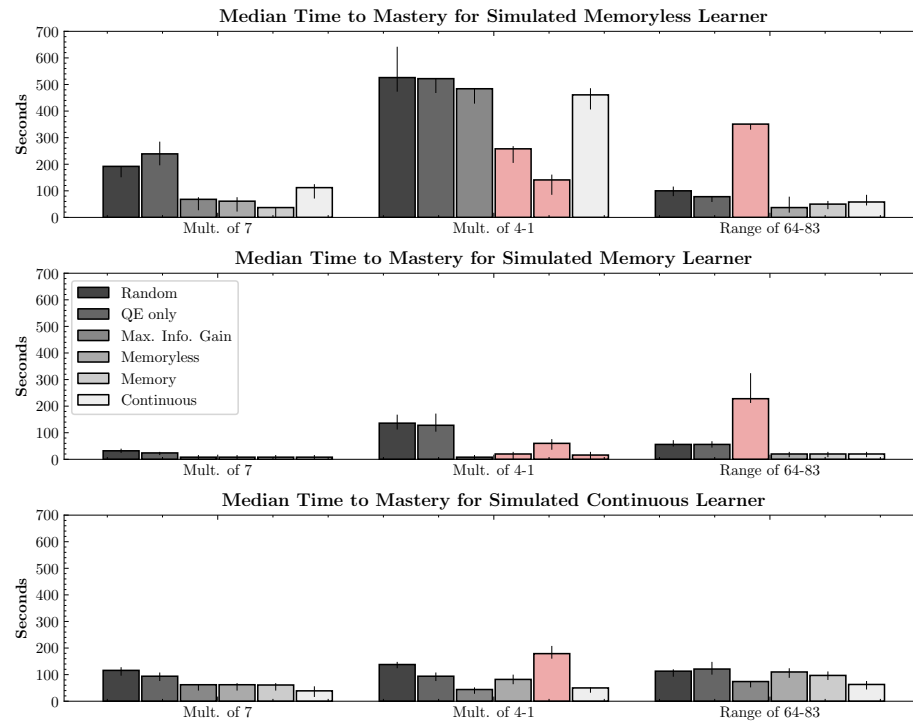 Median Time to Mastery for Simulated Memoryless Learner
Seconds
700
600
500
400
300
200
100
0
Mult. of 7
Mult. of 4-1
Range of 64-83
Median Time to Mastery for Simulated Memory Learner
Seconds
700
600
500
400
300
200
100
0
Random
QE only
Max. Info. Gain
Memoryless
Memory
Continuous
Mult. of 7
Mult. of 4-1
Range of 64-83
Median Time to Mastery for Simulated Continuous Learner
Seconds
700
600
500
400
300
200
100
0
Mult. of 7
Mult. of 4-1
Range of 64-83